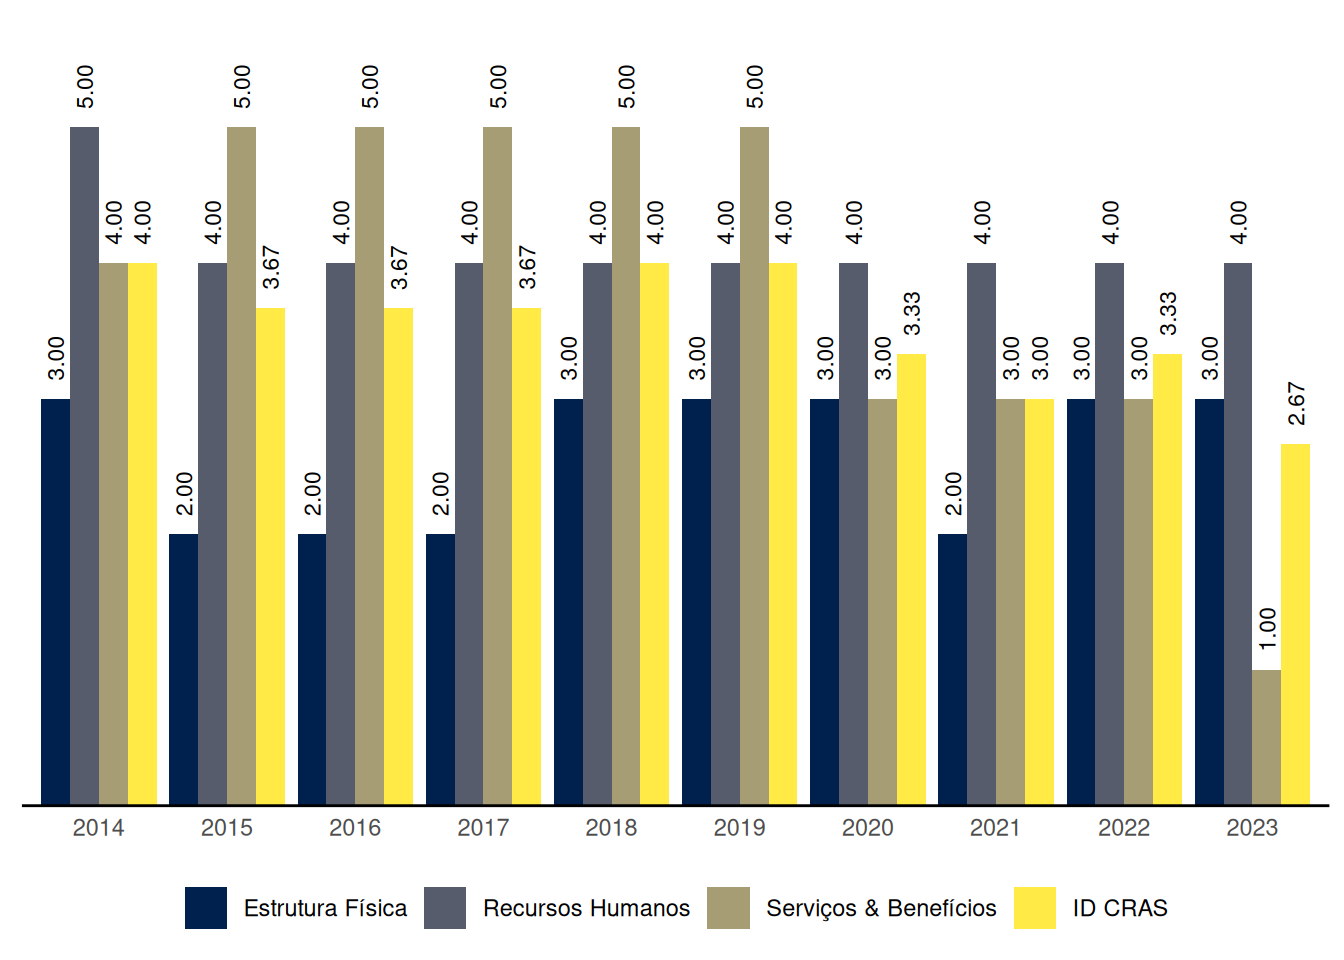 5.00 5.00 5.00 5.00 5.00 5.00
4.00 4.00 4.00 4.00 4.00 4.00 4.00 4.00 4.00 4.00 4.00 4.00 4.00
3.67 3.67 3.67
3.33 3.33
3.00 3.00 3.00 3.00 3.00 3.00 3.00 3.00 3.00 3.00
2.67
2.00 2.00 2.00 2.00
1.00
2014 2015 2016 2017 2018 2019 2020 2021 2022 2023
Estrutura Física Recursos Humanos Serviços & Benefícios ID CRAS